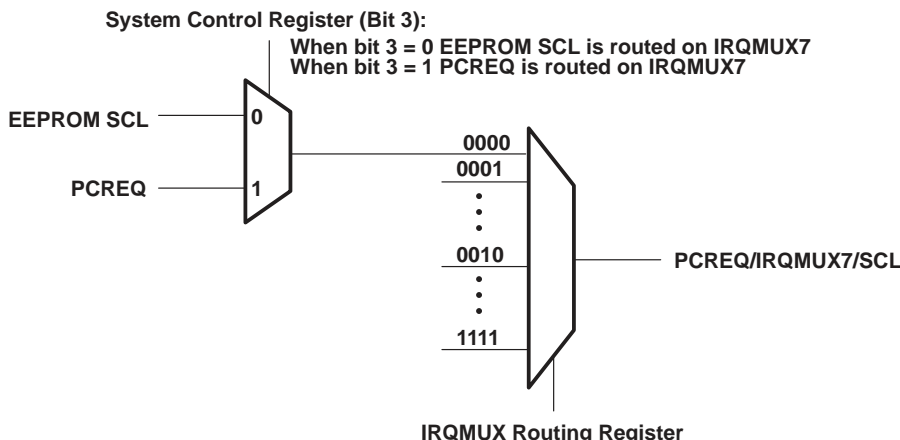 System Control Register (Bit 3):
When bit 3 = 0 EEPROM SCL is routed on IRQMUX7
When bit 3 = 1 PCREQ is routed on IRQMUX7
EEPROM SCL
0
PCREQ
1
0000
0001
0010
1111
PCREQ/IRQMUX7/SCL
IRQMUX Routing Register